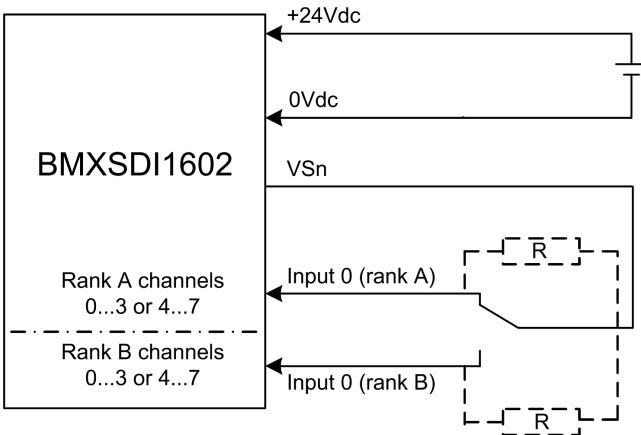 +24Vdc
0Vdc
BMXSDI1602
VSn
R
Rank A channels
0...3 or 4...7
Input 0 (rank A)
Rank B channels
0...3 or 4...7
Input 0 (rank B)
R